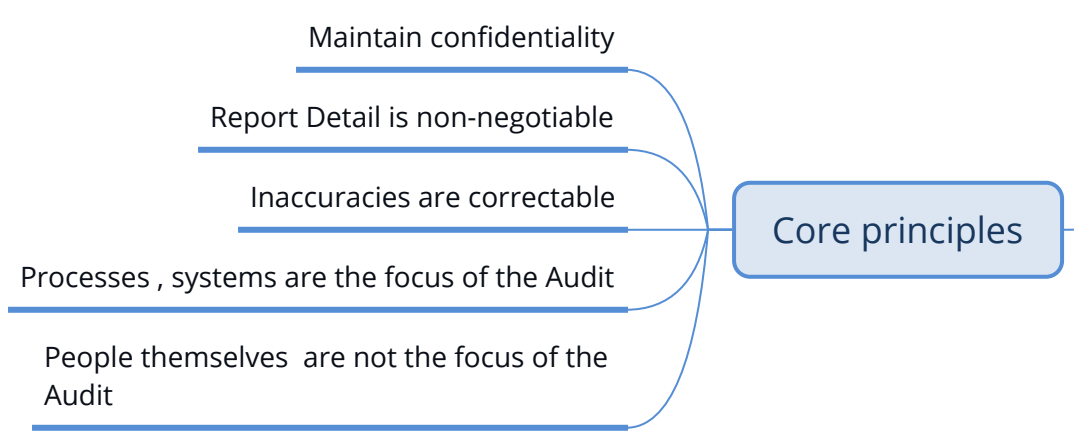 Maintain confidentiality
Report Detail is non-negotiable
Inaccuracies are correctable
Processes , systems are the focus of the Audit
People themselves  are not the focus of the
Audit
Core principles